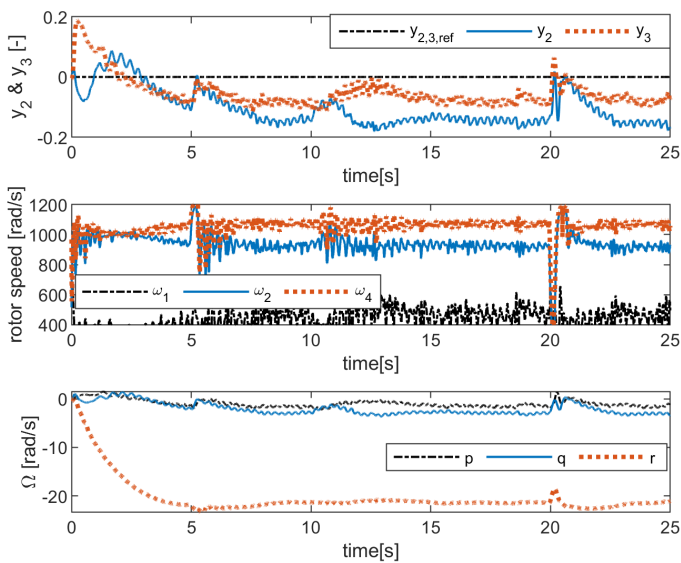 y2,3,ref y2 y3
0.2
0
-0.2
y2 & y3 [-]
0 5 10 15 20 25
time[s]
1200
1000
800
600
400
rotor speed [rad/s]
ω1 ω2 ω4
0 5 10 15 20 25
time[s]
0
-10
-20
Ω [rad/s]
p q r
0 5 10 15 20 25
time[s]